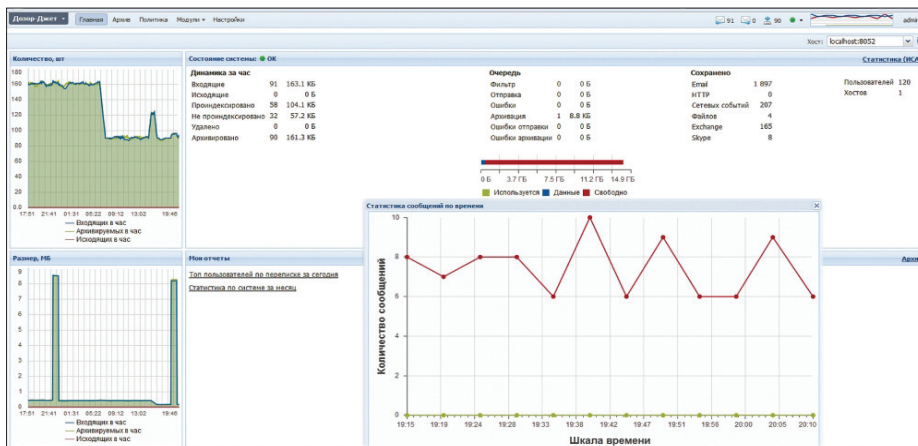 Дозор-Джет Главная Архив Политика Модули Настройки 91 0 90 admi
Хост: localhost:8052
Количество, шт
180
160
140
120
100
80
60
40
20
0.0
17:51 21:41 01:31 05:22 09:12 13:02 19:46
Входящих в час
Архивируемых в час
Исходящих в час
Состояние системы: ОК
Статистика (ИСА
Динамика за час
Входящие 91 163.1 КБ
Исходящие 0 0 Б
Проиндексировано 58 104.1 КБ
Не проиндексировано 32 57.2 КБ
Удалено 0 0 Б
Архивировано 90 161.3 КБ
Очередь
Фильтр 0 0 Б
Отправка 0 0 Б
Ошибки 0 0 Б
Архивация 1 8.8 КБ
Ошибки отправки 0 0 Б
Ошибки архивации 0 0 Б
Сохранено
Email 1 897
HTTP 0
Сетевых событий 207
Файлов 4
Exchange 165
Skype 8
Пользователей 120
Хостов 1
0 Б 3.7 ГБ 7.5 ГБ 11.2 ГБ 14.9 ГБ
Используется Данные Свободно
Размер, МБ
9
8
7
6
5
4
3
2
1
0
17:51 21:41 01:31 05:22 09:12 13:02 19:46
Входящих в час
Архивируемых в час
Исходящих в час
Мои отчеты
Топ пользователей по переписке за сегодня
Статистика по системе за месяц
Архи
Статистика сообщений по времени
Количество сообщений
10
8
6
4
2
0
19:15 19:19 19:24 19:28 19:33 19:38 19:42 19:47 19:51 19:56 20:00 20:05 20:10
Шкала времени